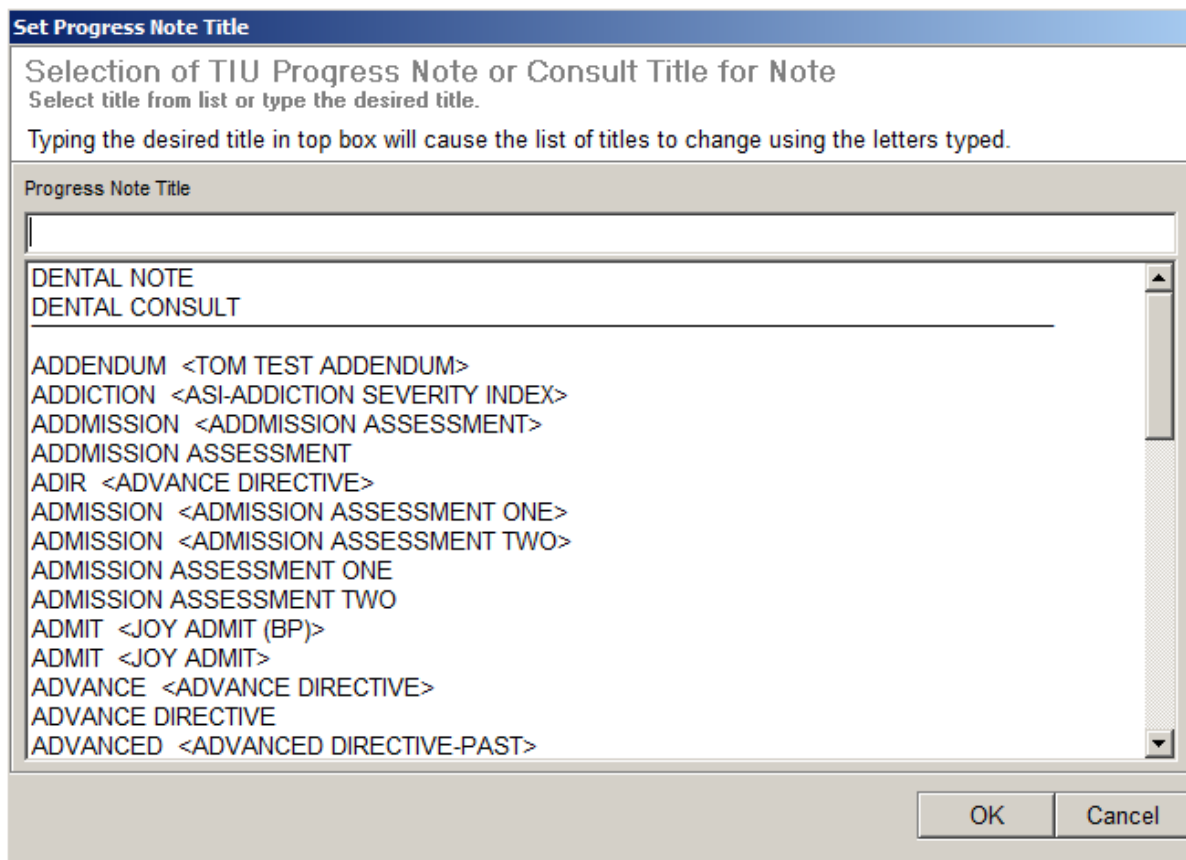 Set Progress Note Title
Selection of TIU Progress Note or Consult Title for Note
Select title from list or type the desired title.
Typing the desired title in top box will cause the list of titles to change using the letters typed.
Progress Note Title
DENTAL NOTE
DENTAL CONSULT
ADDENDUM <TOM TEST ADDENDUM>
ADDICTION <ASI-ADDICTION SEVERITY INDEX>
ADDMISSION <ADDMISSION ASSESSMENT>
ADDMISSION ASSESSMENT
ADIR <ADVANCE DIRECTIVE>
ADMISSION <ADMISSION ASSESSMENT ONE>
ADMISSION <ADMISSION ASSESSMENT TWO>
ADMISSION ASSESSMENT ONE
ADMISSION ASSESSMENT TWO
ADMIT <JOY ADMIT (BP)>
ADMIT <JOY ADMIT>
ADVANCE <ADVANCE DIRECTIVE>
ADVANCE DIRECTIVE
ADVANCED <ADVANCED DIRECTIVE-PAST>
OK Cancel